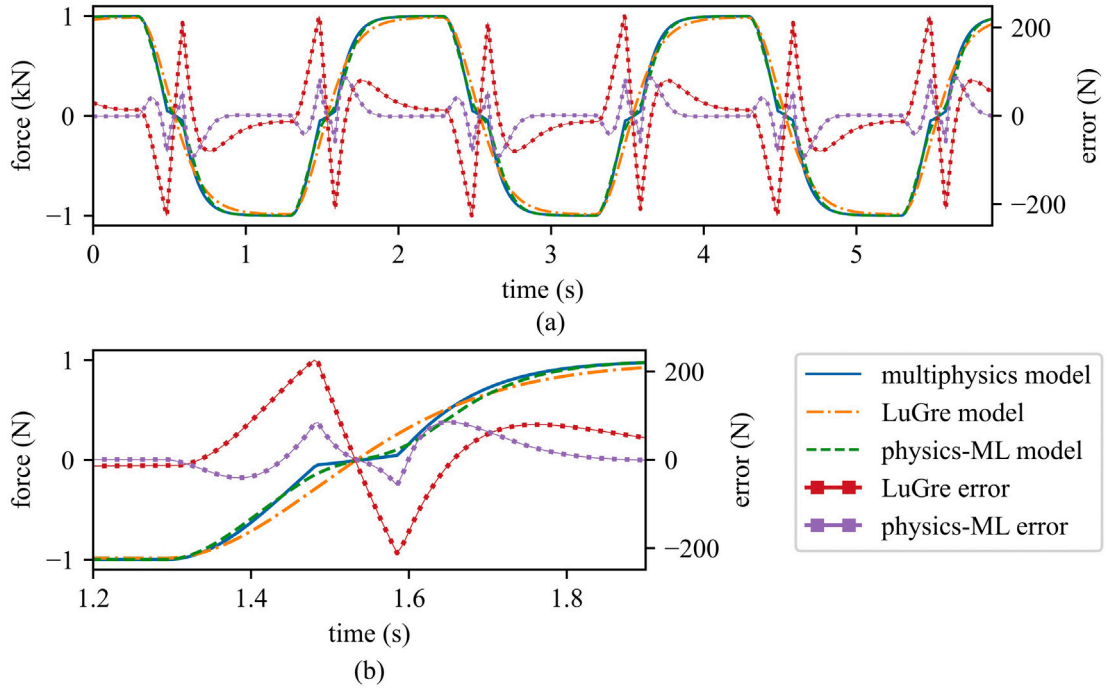 1
0
−1
force (kN)
200
0
−200
error (N)
0
1
2
3
4
5
time (s)
(a)
1
0
−1
force (N)
200
0
−200
error (N)
1.2
1.4
1.6
1.8
time (s)
(b)
multiphysics model
LuGre model
physics-ML model
LuGre error
physics-ML error